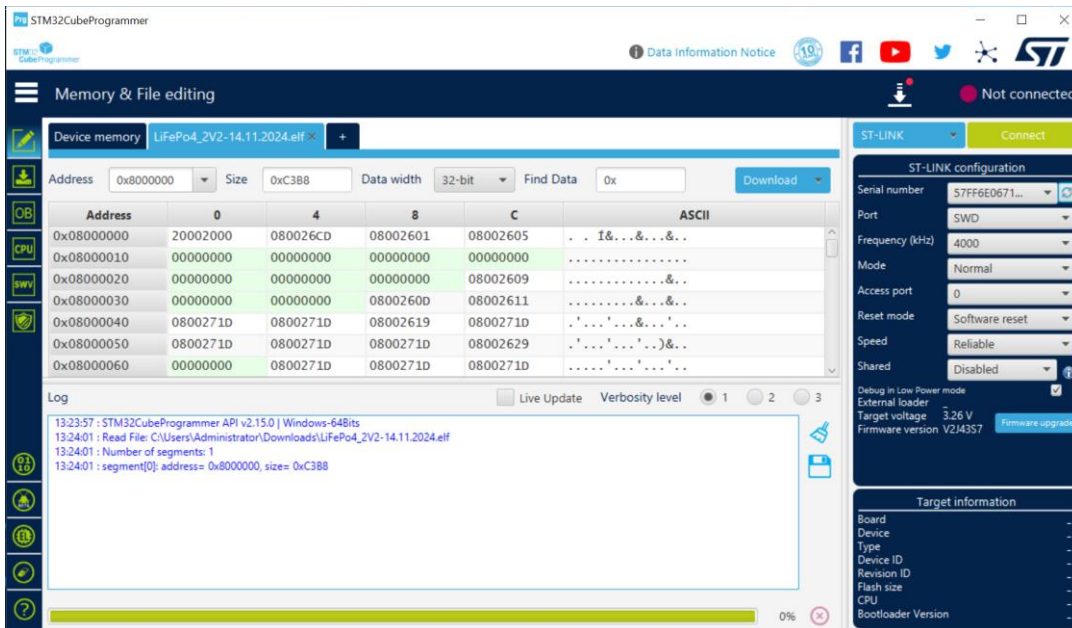 Prg STM32CubeProgrammer
STM32
CubeProgrammer
Data Information Notice
Memory & File editing
Not connected
Device memory LiFePo4_2V2-14.11.2024.elf × +
Address 0x8000000 Size 0xC3B8 Data width 32-bit Find Data 0x Download
Address 0 4 8 C ASCII
0x08000000 20002000 080026CD 08002601 08002605 . . Í&...&...&..
0x08000010 00000000 00000000 00000000 00000000 ................
0x08000020 00000000 00000000 00000000 08002609 .............&..
0x08000030 00000000 00000000 0800260D 08002611 .........&...&..
0x08000040 0800271D 0800271D 08002619 0800271D .'...'...&...'..
0x08000050 0800271D 0800271D 0800271D 08002629 .'...'...'..)&..
0x08000060 00000000 0800271D 0800271D 0800271D .....'...'...'..
Log Live Update Verbosity level 1 2 3
13:23:57 : STM32CubeProgrammer API v2.15.0 | Windows-64Bits
13:24:01 : Read File: C:\Users\Administrator\Downloads\LiFePo4_2V2-14.11.2024.elf
13:24:01 : Number of segments: 1
13:24:01 : segment[0]: address= 0x8000000, size= 0xC3B8
0%
OB
CPU
SWV
ST-LINK Connect
ST-LINK configuration
Serial number 57FF6E0671...
Port SWD
Frequency (kHz) 4000
Mode Normal
Access port 0
Reset mode Software reset
Speed Reliable
Shared Disabled
Debug in Low Power mode
External loader _
Target voltage 3.26 V
Firmware version V2J43S7 Firmware upgrade
Target information
Board _
Device _
Type _
Device ID _
Revision ID _
Flash size _
CPU _
Bootloader Version _